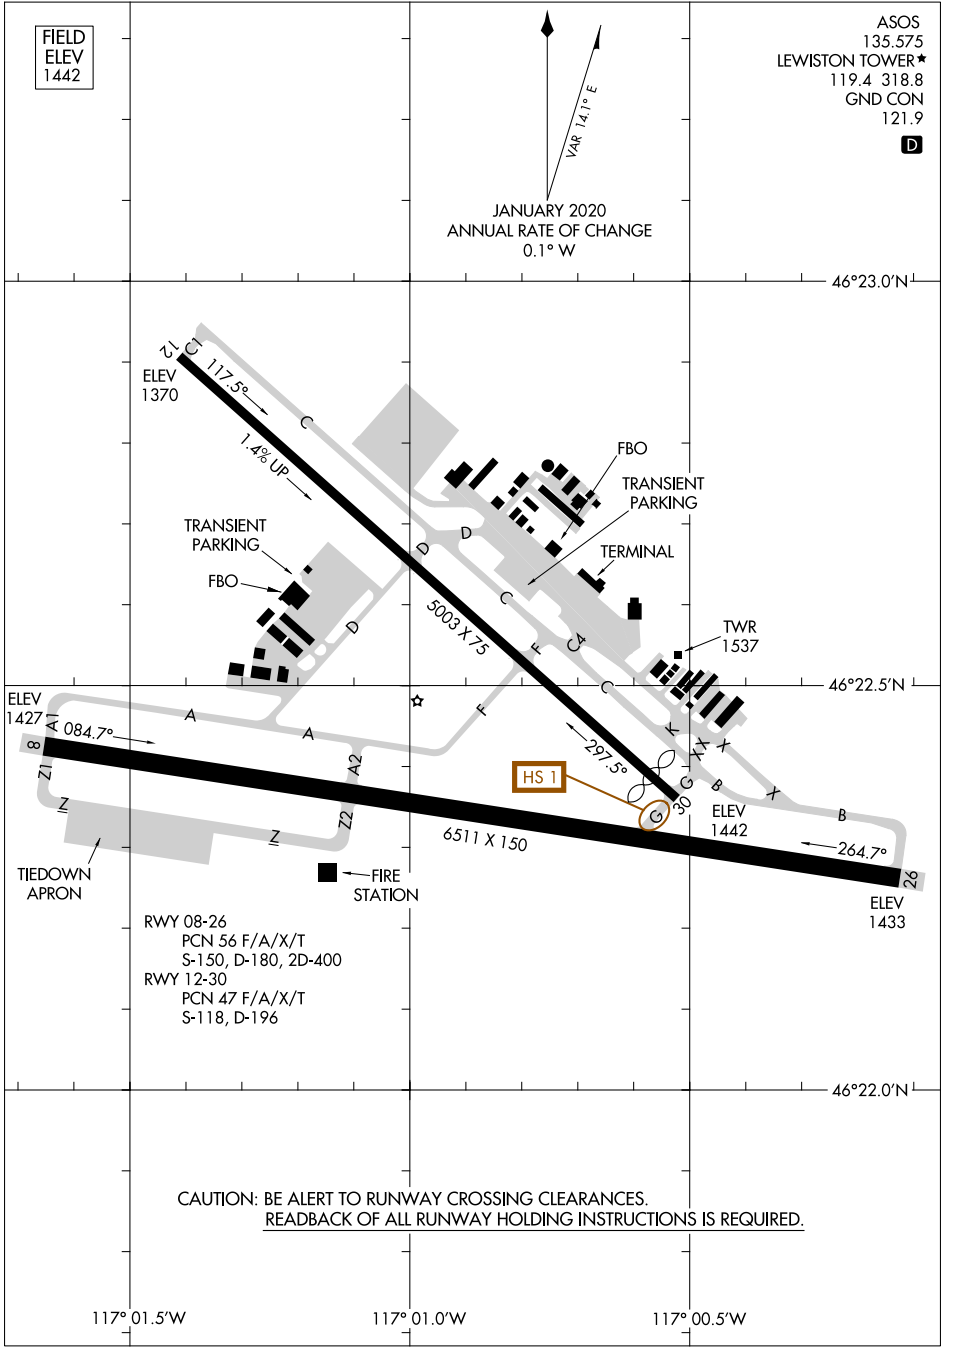 FIELD
ELEV
1442
VAR 14.1° E
JANUARY 2020
ANNUAL RATE OF CHANGE
0.1° W
ASOS
135.575
LEWISTON TOWER★
119.4 318.8
GND CON
121.9
D
46°23.0'N
12
C1
ELEV
1370
117.5°
C
1.4% UP
FBO
TRANSIENT
PARKING
TERMINAL
TRANSIENT
PARKING
FBO
D
D
D
C
5003 X 75
F
C4
TWR
1537
C
46°22.5'N
ELEV
1427
A1
A
A
F
K
X
X
X
8
084.7°
297.5°
A2
Z1
HS 1
G
B
X
B
30
ELEV
1442
G
Z
Z
Z2
6511 X 150
264.7°
26
TIEDOWN
APRON
FIRE
STATION
ELEV
1433
RWY 08-26
PCN 56 F/A/X/T
S-150, D-180, 2D-400
RWY 12-30
PCN 47 F/A/X/T
S-118, D-196
46°22.0'N
CAUTION: BE ALERT TO RUNWAY CROSSING CLEARANCES.
READBACK OF ALL RUNWAY HOLDING INSTRUCTIONS IS REQUIRED.
117°01.5'W
117°01.0'W
117°00.5'W